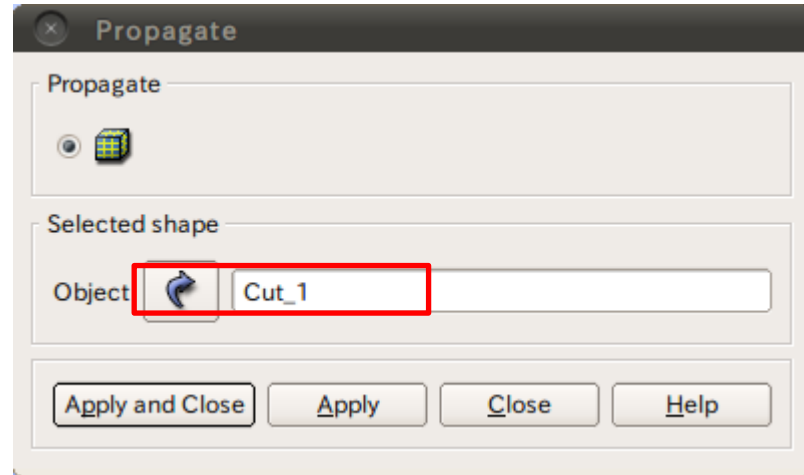 Propagate
Propagate
Selected shape
Object Cut_1
Apply and Close Apply Close Help